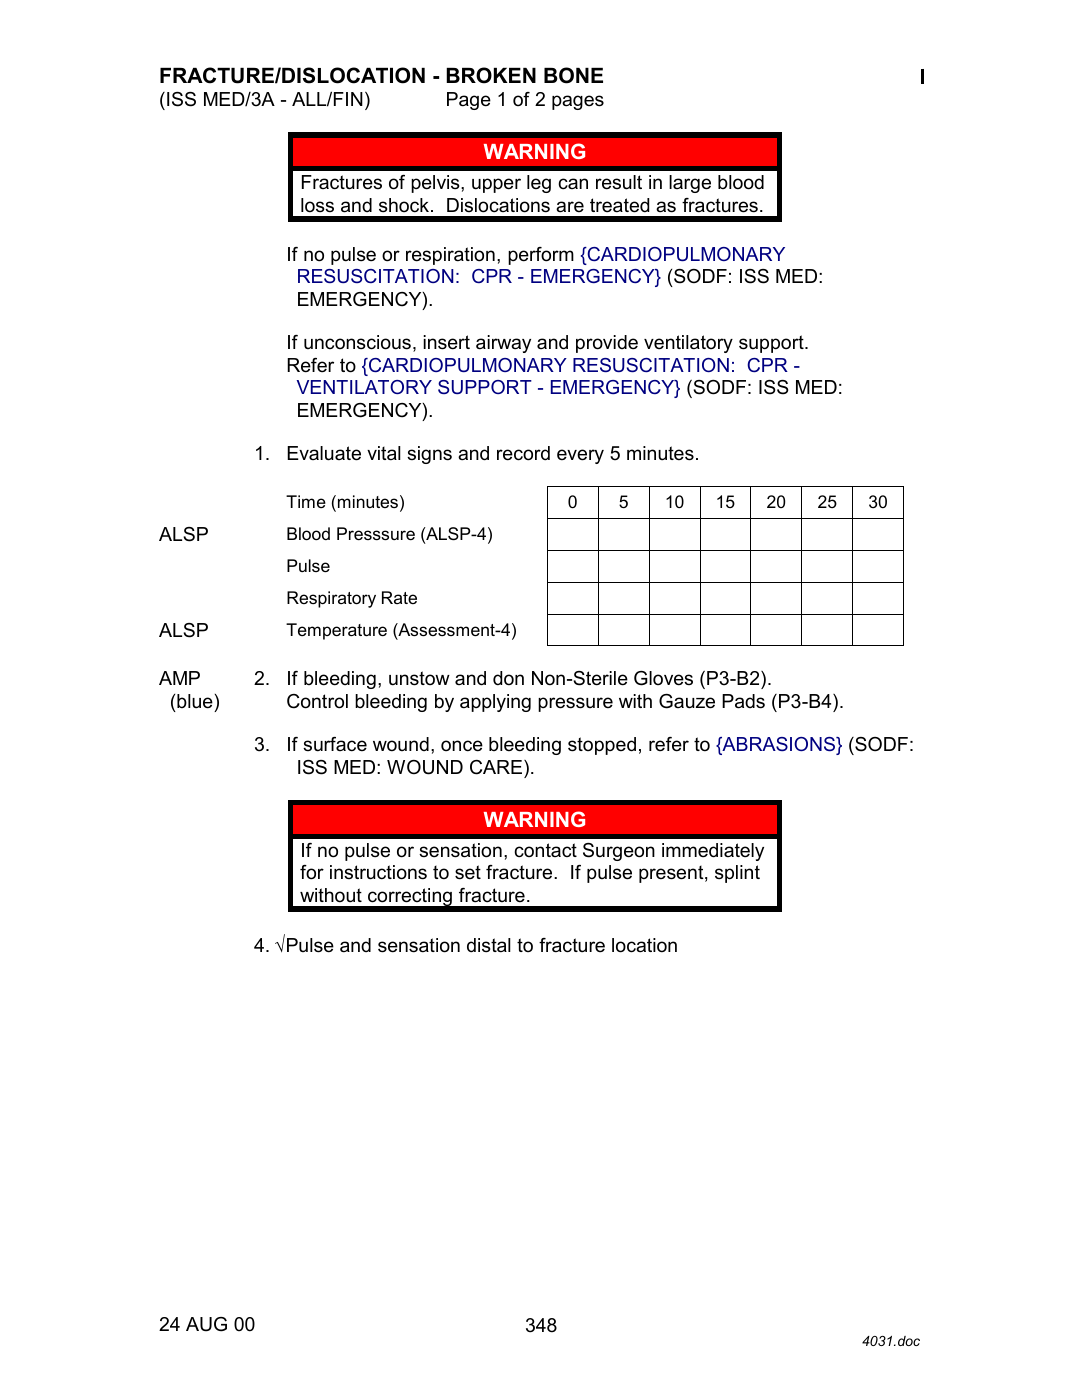 FRACTURE/DISLOCATION - BROKEN BONE
(ISS MED/3A - ALL/FIN) Page 1 of 2 pages
WARNING
Fractures of pelvis, upper leg can result in large blood
loss and shock. Dislocations are treated as fractures.
If no pulse or respiration, perform {CARDIOPULMONARY
RESUSCITATION: CPR - EMERGENCY} (SODF: ISS MED:
EMERGENCY).
If unconscious, insert airway and provide ventilatory support.
Refer to {CARDIOPULMONARY RESUSCITATION: CPR -
VENTILATORY SUPPORT - EMERGENCY} (SODF: ISS MED:
EMERGENCY).
1. Evaluate vital signs and record every 5 minutes.
Time (minutes) 0 5 10 15 20 25 30
ALSP Blood Presssure (ALSP-4)
Pulse
Respiratory Rate
ALSP Temperature (Assessment-4)
AMP 2. If bleeding, unstow and don Non-Sterile Gloves (P3-B2).
(blue) Control bleeding by applying pressure with Gauze Pads (P3-B4).
3. If surface wound, once bleeding stopped, refer to {ABRASIONS} (SODF:
ISS MED: WOUND CARE).
WARNING
If no pulse or sensation, contact Surgeon immediately
for instructions to set fracture. If pulse present, splint
without correcting fracture.
4. √Pulse and sensation distal to fracture location
24 AUG 00 348
4031.doc